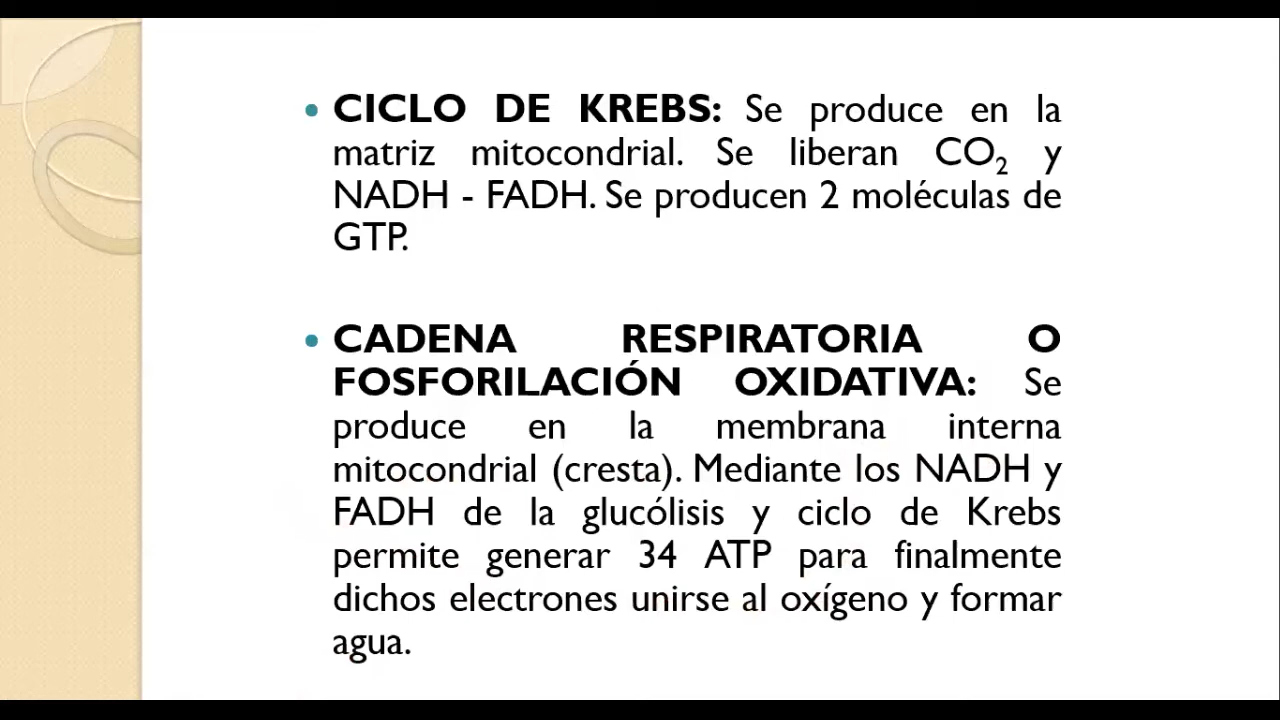 • CICLO DE KREBS: Se produce en la
matriz mitocondrial. Se liberan CO₂ y
NADH - FADH. Se producen 2 moléculas de
GTP.
• CADENA RESPIRATORIA O
FOSFORILACIÓN OXIDATIVA: Se
produce en la membrana interna
mitocondrial (cresta). Mediante los NADH y
FADH de la glucólisis y ciclo de Krebs
permite generar 34 ATP para finalmente
dichos electrones unirse al oxígeno y formar
agua.